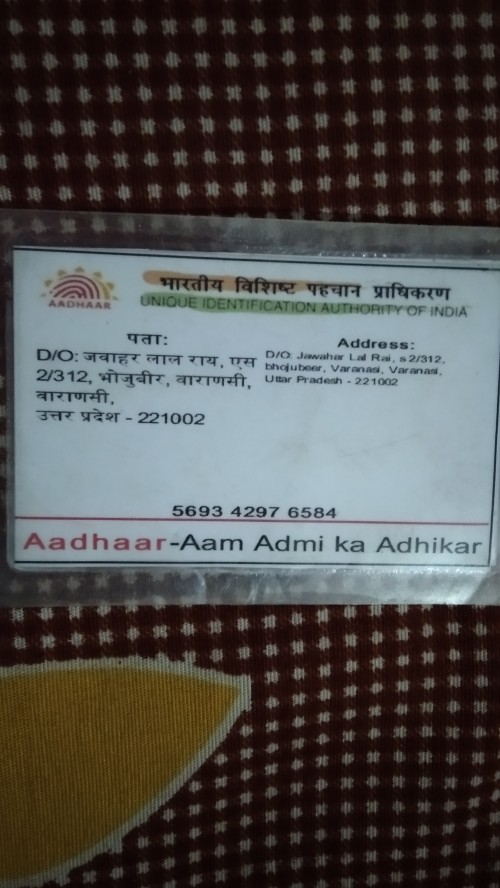 भारतीय विशिष्ट पहचान प्राधिकरण
UNIQUE IDENTIFICATION AUTHORITY OF INDIA
AADHAAR
पता:
D/O: जवाहर लाल राय, एस
2/312, भोजुबीर, वाराणसी,
वाराणसी,
उत्तर प्रदेश - 221002
Address:
D/O: Jawahar Lal Rai, s 2/312,
bhojubeer, Varanasi, Varanasi,
Uttar Pradesh - 221002
5693 4297 6584
Aadhaar-Aam Admi ka Adhikar